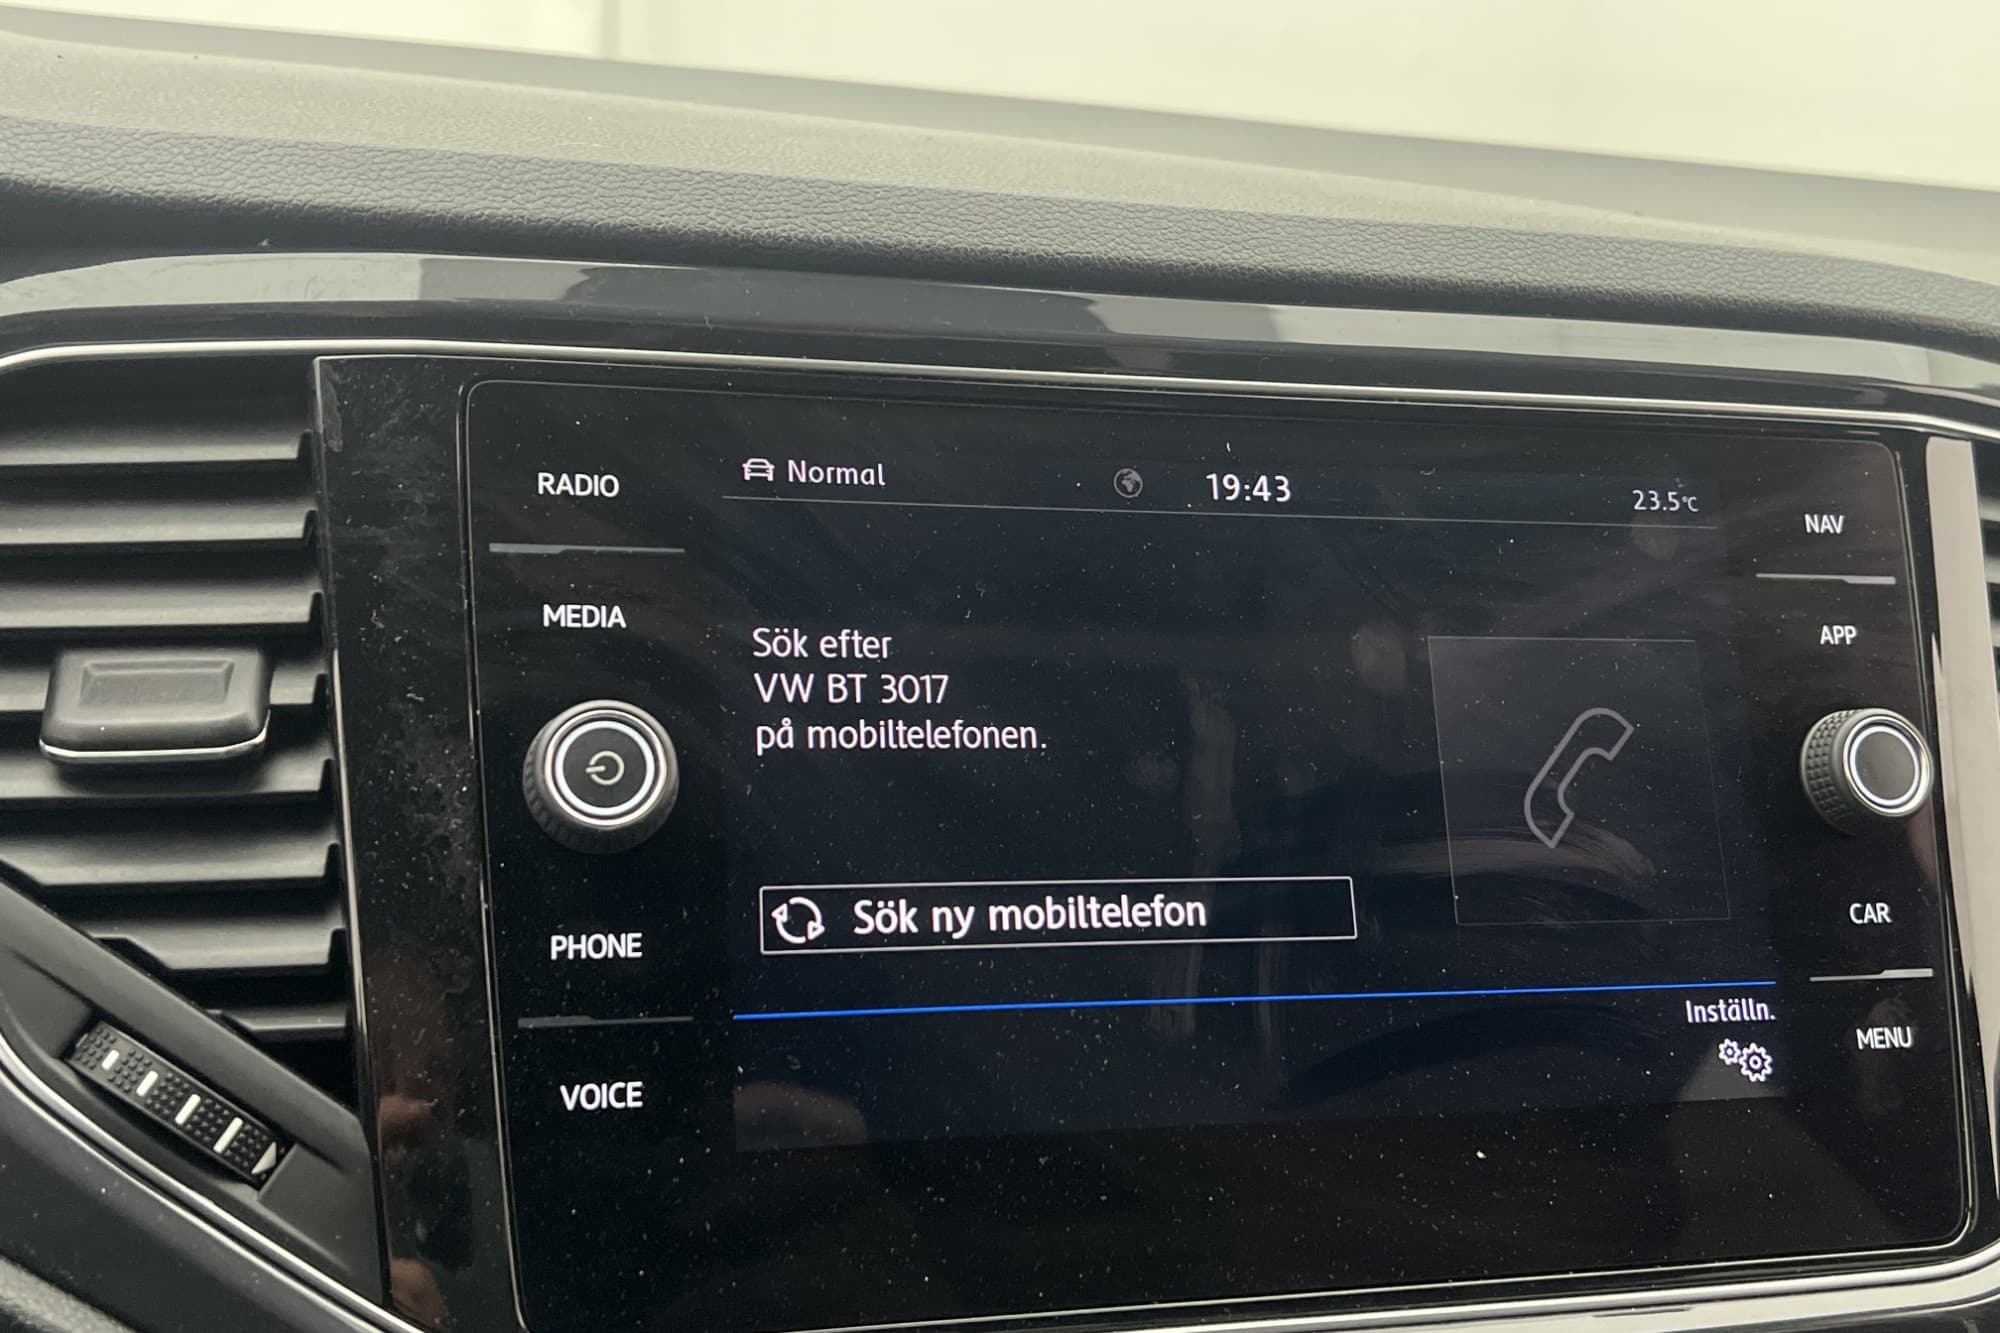 RADIO
MEDIA
PHONE
VOICE
Normal
19:43
23.5°C
Sök efter
VW BT 3017
på mobiltelefonen.
Sök ny mobiltelefon
Inställn.
NAV
APP
CAR
MENU